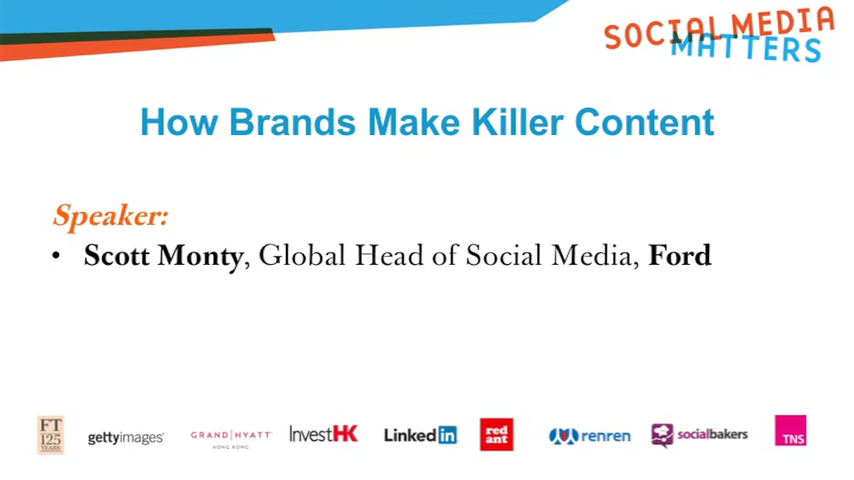 SOCIAL MEDIA
MATTERS
How Brands Make Killer Content
Speaker:
• Scott Monty, Global Head of Social Media, Ford
FT
125
YEARS
gettyimages
GRAND | HYATT
HONG KONG
InvestHK
LinkedIn
red
ant
renren
socialbakers
TNS